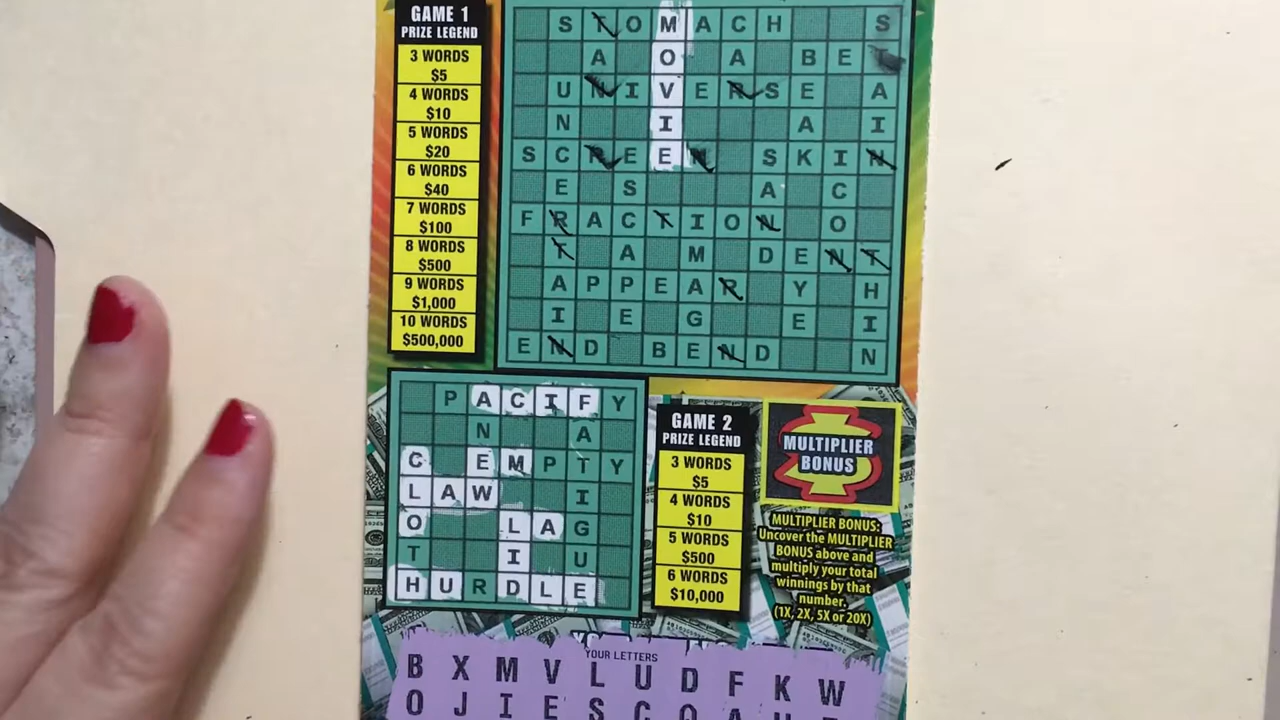 GAME 1
PRIZE LEGEND
3 WORDS
$5
4 WORDS
$10
5 WORDS
$20
6 WORDS
$40
7 WORDS
$100
8 WORDS
$500
9 WORDS
$1,000
10 WORDS
$500,000
S T O M A C H S
A O A B E T
U N I V E R S E A
N I A I
S C R E E N S K I N
E S A C
F R A C T I O N O
T A M D E N T
A P P E A R Y H
I E G E I
E N D B E N D N
P A C I F Y
N A
C E M P T Y
L A W I
O L A G
T I U
H U R D L E
GAME 2
PRIZE LEGEND
3 WORDS
$5
4 WORDS
$10
5 WORDS
$500
6 WORDS
$10,000
MULTIPLIER
BONUS
MULTIPLIER BONUS:
Uncover the MULTIPLIER
BONUS above and
multiply your total
winnings by that
number.
(1X, 2X, 5X or 20X)
YOUR LETTERS
B X M V L U D F K W
O J I E S C